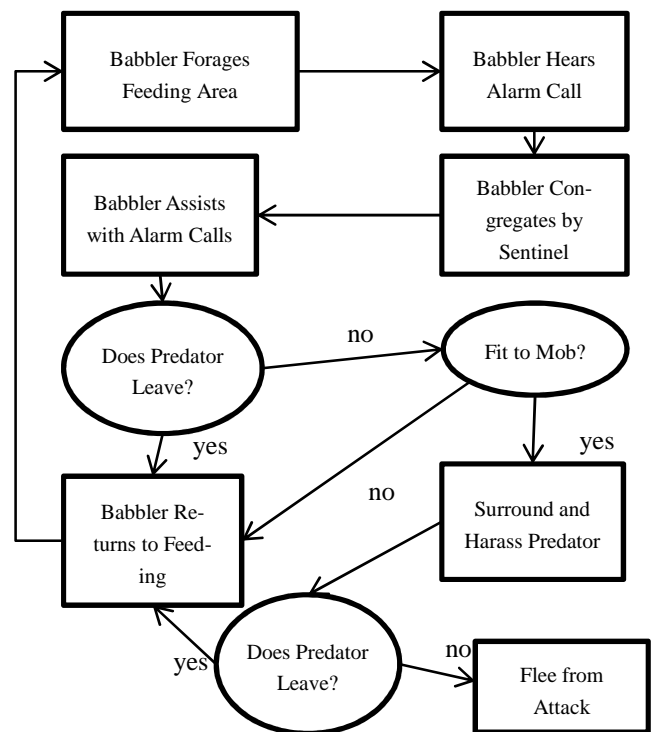 Babbler Forages
Feeding Area
Babbler Hears
Alarm Call
Babbler Assists
with Alarm Calls
Babbler Con-
gregates by
Sentinel
Does Predator
Leave?
no
Fit to Mob?
yes
yes
Babbler Re-
turns to Feed-
ing
no
Surround and
Harass Predator
yes
Does Predator
Leave?
no
Flee from
Attack